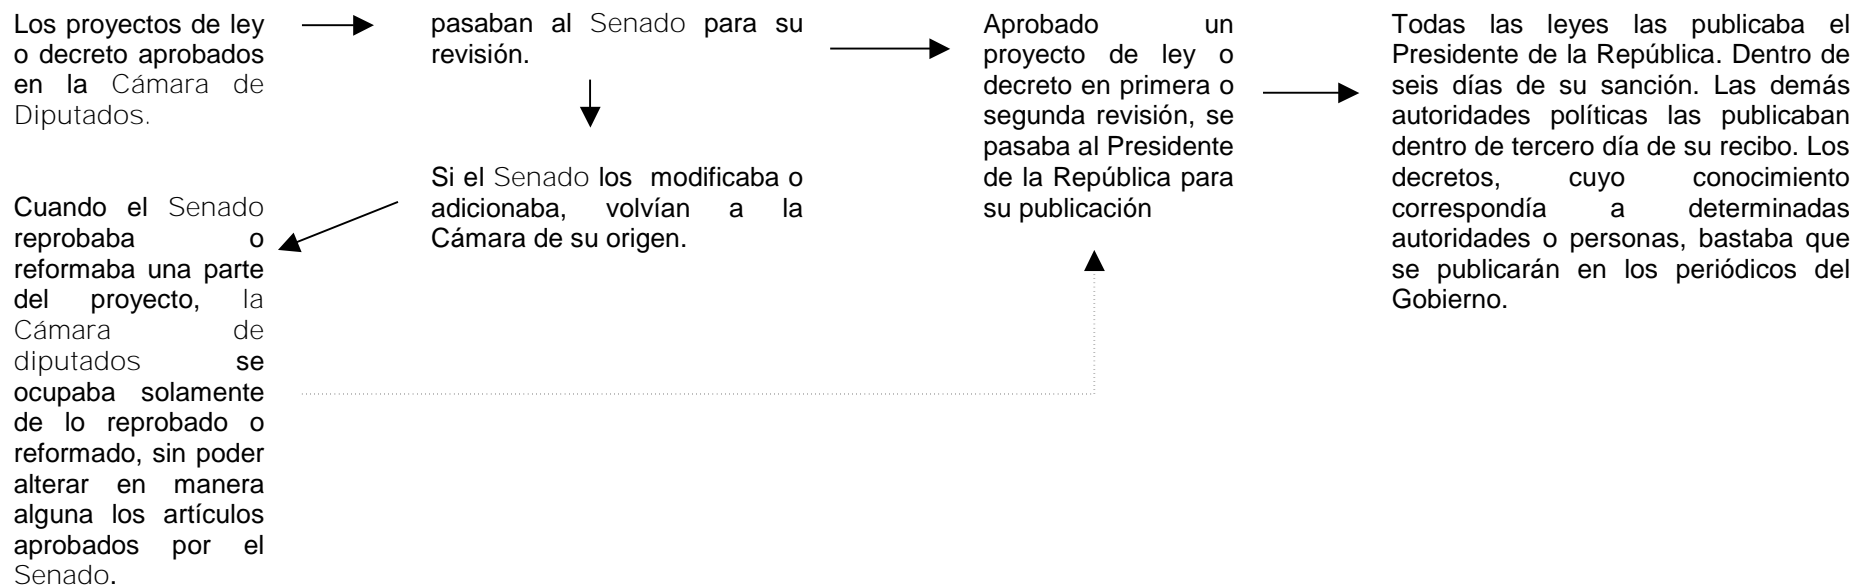 Los proyectos de ley
o decreto aprobados
en la Cámara de
Diputados.
pasaban al Senado para su
revisión.
Si el Senado los modificaba o
adicionaba, volvían a la
Cámara de su origen.
Cuando el Senado
reprobaba o
reformaba una parte
del proyecto, la
Cámara de
diputados se
ocupaba solamente
de lo reprobado o
reformado, sin poder
alterar en manera
alguna los artículos
aprobados por el
Senado.
Aprobado un
proyecto de ley o
decreto en primera o
segunda revisión, se
pasaba al Presidente
de la República para
su publicación
Todas las leyes las publicaba el
Presidente de la República. Dentro de
seis días de su sanción. Las demás
autoridades políticas las publicaban
dentro de tercero día de su recibo. Los
decretos, cuyo conocimiento
correspondía a determinadas
autoridades o personas, bastaba que
se publicarán en los periódicos del
Gobierno.